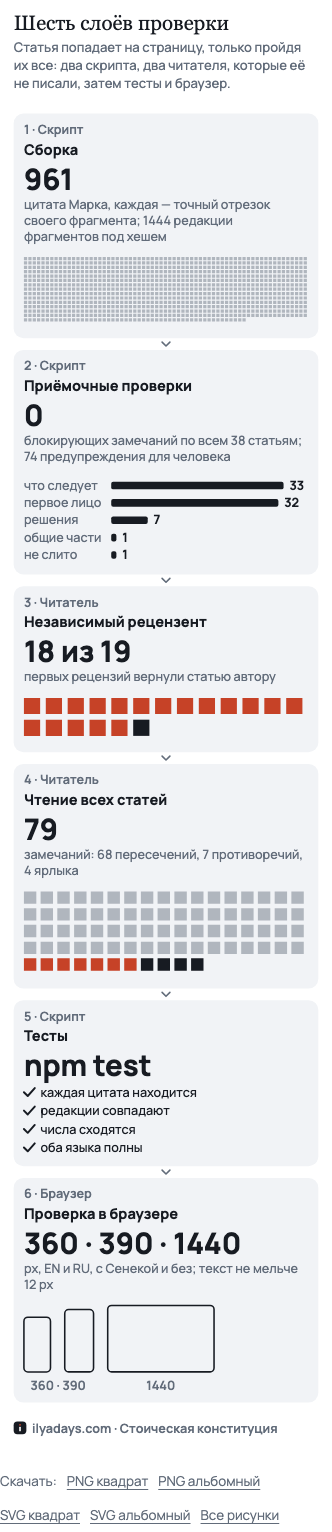 Шесть слоёв проверки
Статья попадает на страницу, только пройдя
их все: два скрипта, два читателя, которые её
не писали, затем тесты и браузер.
1 · Скрипт
Сборка
961
цитата Марка, каждая — точный отрезок
своего фрагмента; 1444 редакции
фрагментов под хешем
2 · Скрипт
Приёмочные проверки
0
блокирующих замечаний по всем 38 статьям;
74 предупреждения для человека
что следует 33
первое лицо 32
решения 7
общие части 1
не слито 1
3 · Читатель
Независимый рецензент
18 из 19
первых рецензий вернули статью автору
4 · Читатель
Чтение всех статей
79
замечаний: 68 пересечений, 7 противоречий,
4 ярлыка
5 · Скрипт
Тесты
npm test
каждая цитата находится
редакции совпадают
числа сходятся
оба языка полны
6 · Браузер
Проверка в браузере
360 · 390 · 1440
px, EN и RU, с Сенекой и без; текст не мельче
12 px
360 · 390 1440
ilyadays.com · Стоическая конституция
Скачать: PNG квадрат PNG альбомный
SVG квадрат SVG альбомный Все рисунки